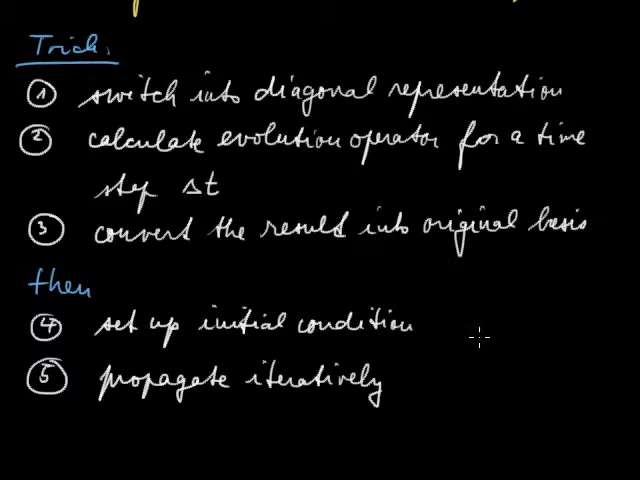 Trick.
① switch into diagonal representation
② calculate evolution operator for a time
step Δt
③ convert the result into original basis
then
④ set up initial condition
⑤ propagate iteratively